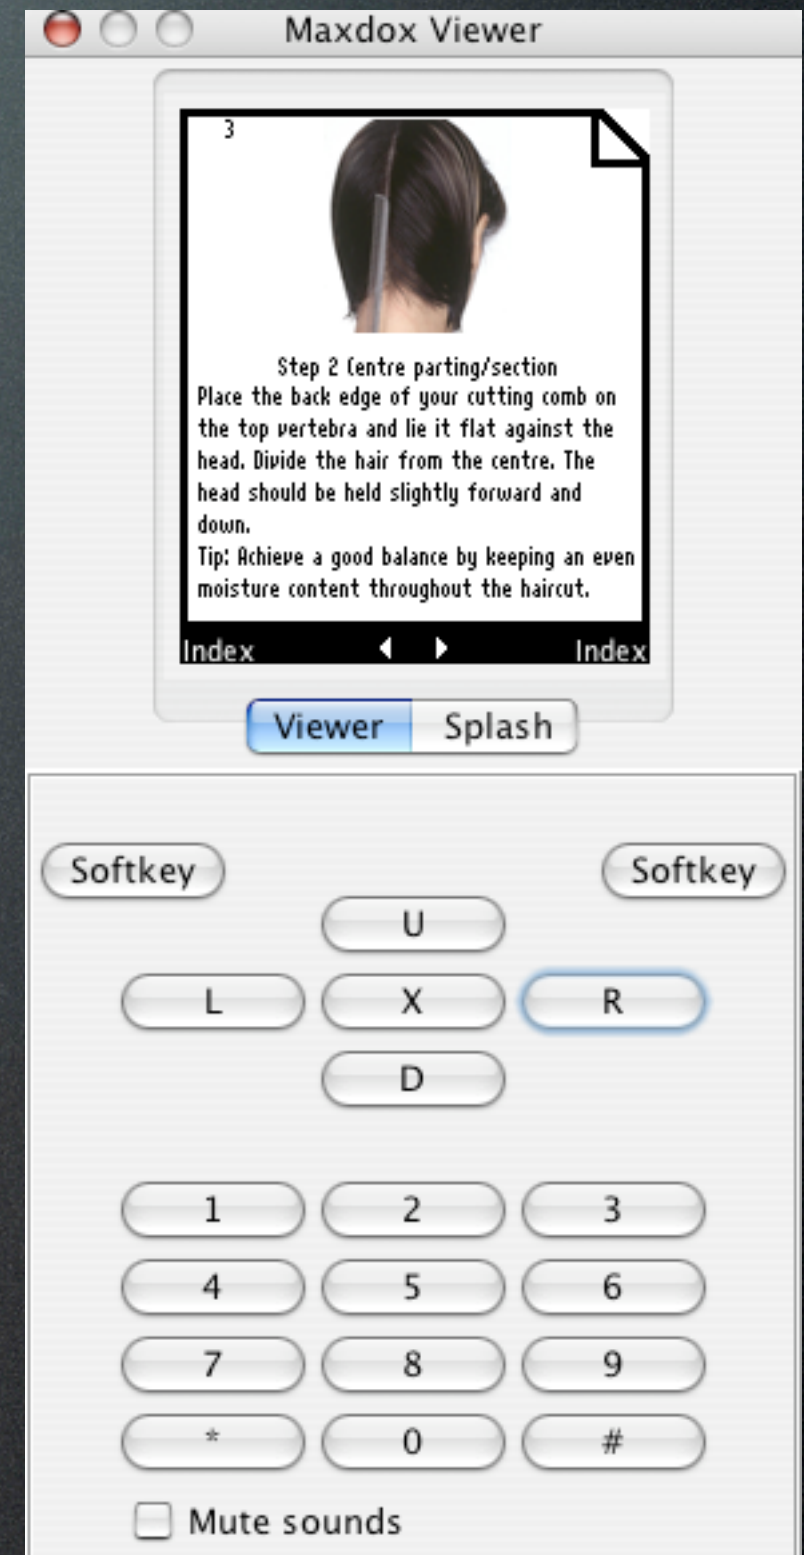 Maxdox Viewer
3
Step 2 Centre parting/section
Place the back edge of your cutting comb on
the top vertebra and lie it flat against the
head. Divide the hair from the centre. The
head should be held slightly forward and
down.
Tip: Achieve a good balance by keeping an even
moisture content throughout the haircut.
Index Index
Viewer Splash
Softkey Softkey
U
L X R
D
1 2 3
4 5 6
7 8 9
* 0 #
Mute sounds